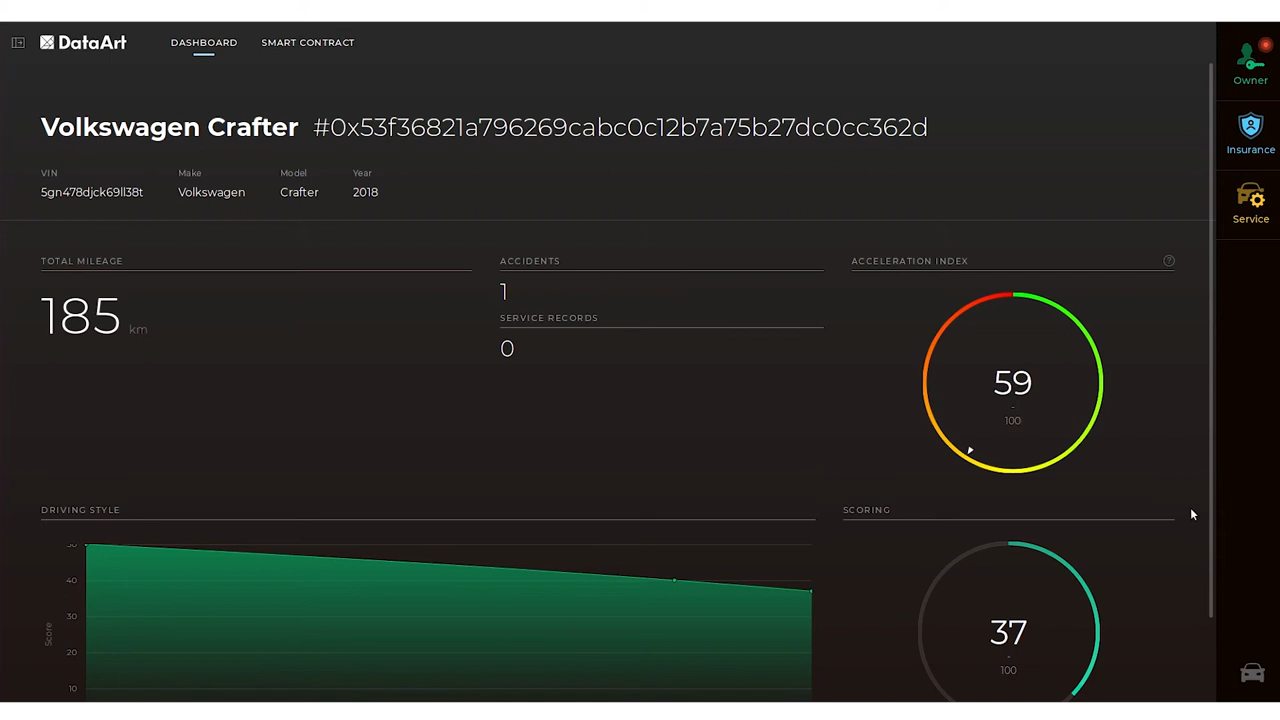 DataArt
DASHBOARD
SMART CONTRACT
Volkswagen Crafter #0x53f36821a796269cabc0c12b7a75b27dc0cc362d
VIN
Make
Model
Year
5gn478djck69ll38t
Volkswagen
Crafter
2018
TOTAL MILEAGE
185 km
ACCIDENTS
1
SERVICE RECORDS
0
ACCELERATION INDEX
?
59
-
100
DRIVING STYLE
50
40
30
20
10
Score
SCORING
37
-
100
Owner
Insurance
Service